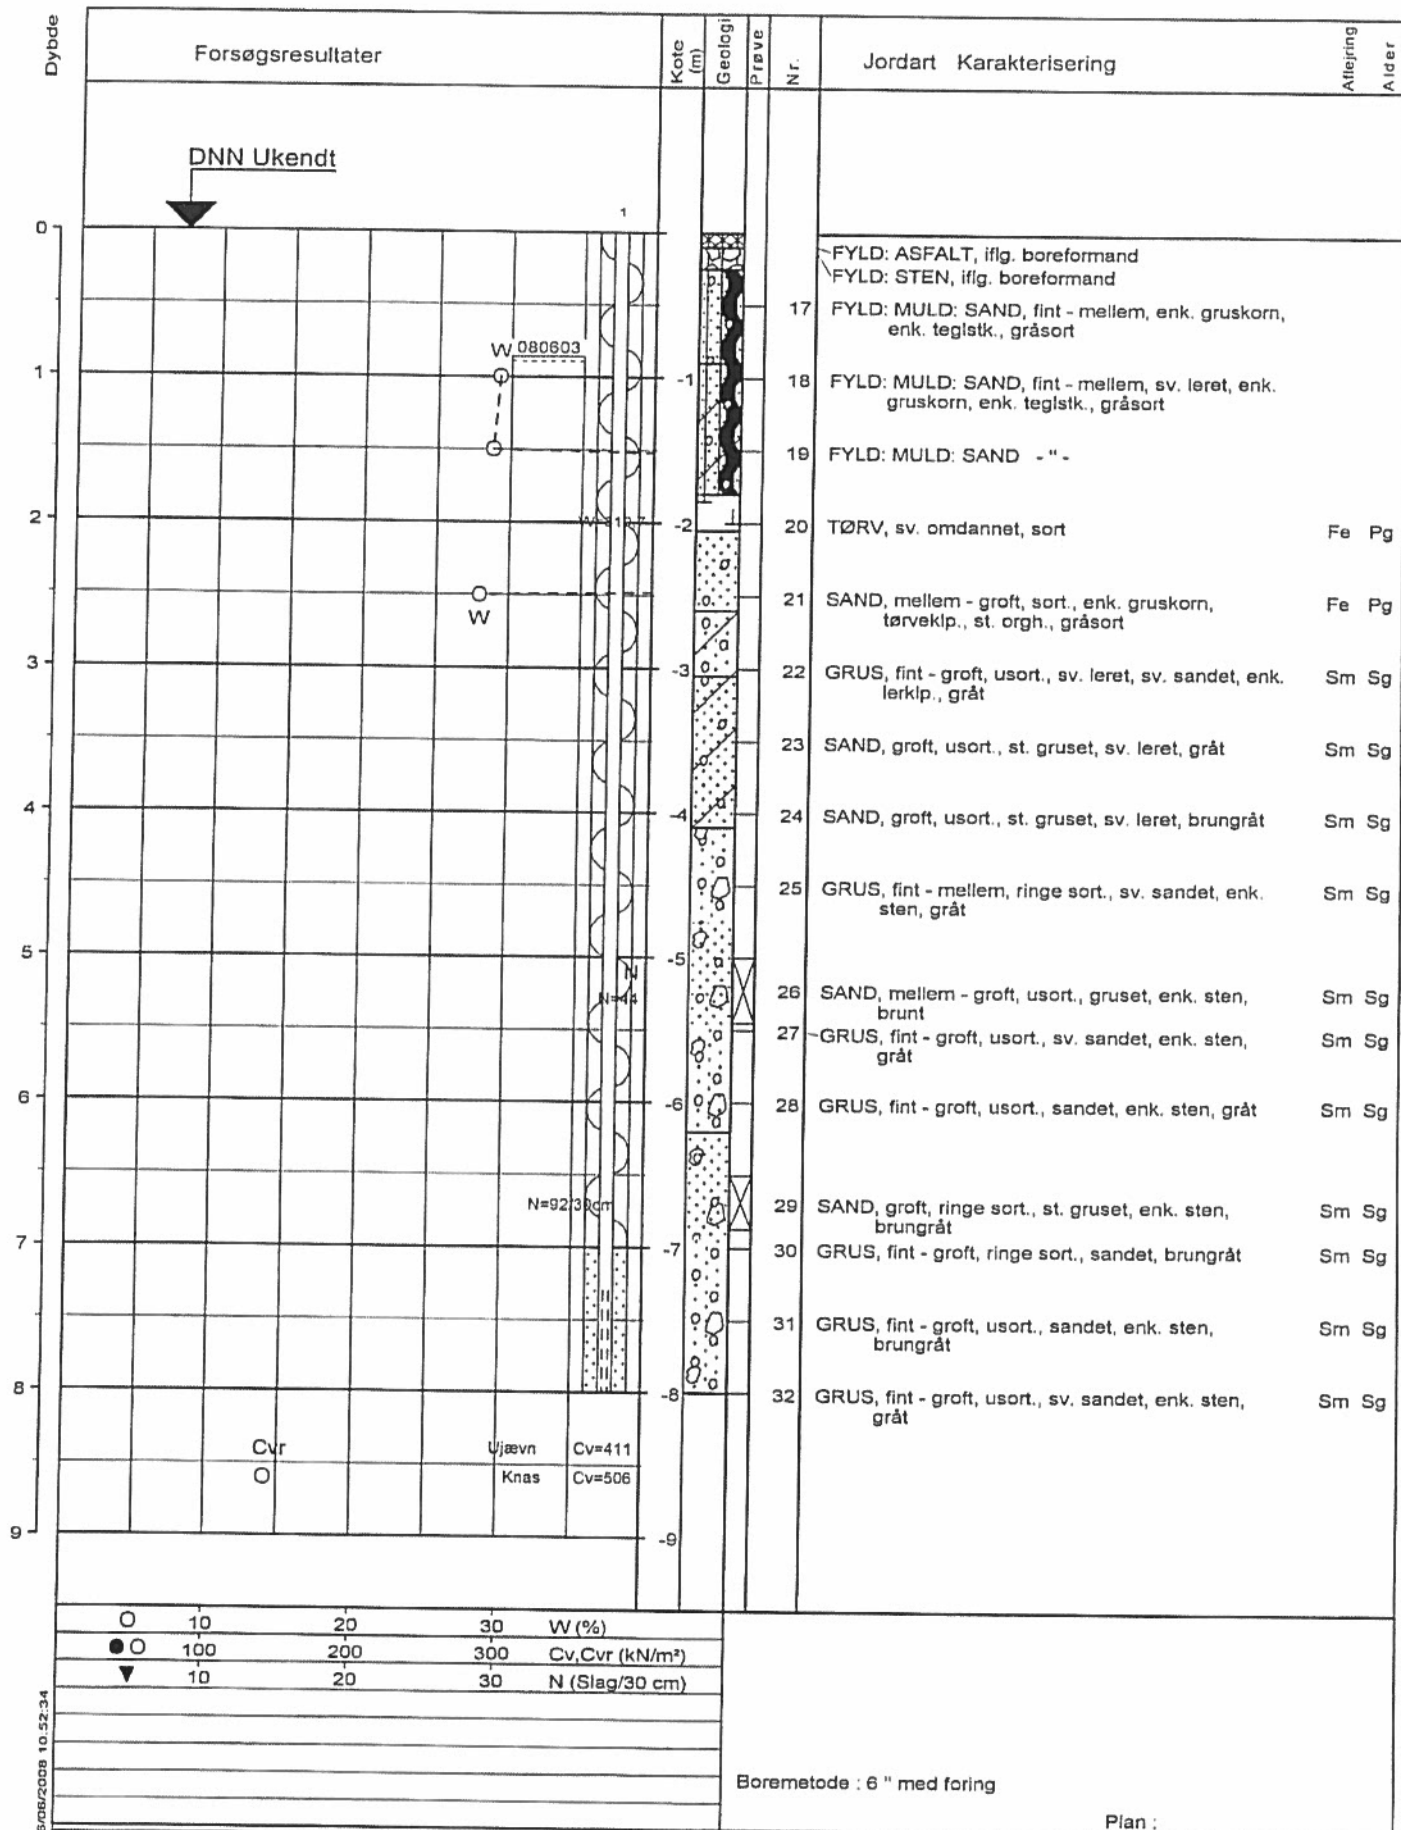 Dybde
Forsøgsresultater
Kote (m)
Geologi
Prøve
Nr.
Jordart Karakterisering
Aflejring
Alder
DNN Ukendt
1
0
FYLD: ASFALT, iflg. boreformand
FYLD: STEN, iflg. boreformand
17 FYLD: MULD: SAND, fint - mellem, enk. gruskorn,
enk. teglstk., gråsort
W 080603
1 -1 18 FYLD: MULD: SAND, fint - mellem, sv. leret, enk.
gruskorn, enk. teglstk., gråsort
19 FYLD: MULD: SAND - " -
2 -2 20 TØRV, sv. omdannet, sort Fe Pg
W
21 SAND, mellem - groft, sort., enk. gruskorn, Fe Pg
tørveklp., st. orgh., gråsort
3 -3 22 GRUS, fint - groft, usort., sv. leret, sv. sandet, enk. Sm Sg
lerklp., gråt
23 SAND, groft, usort., st. gruset, sv. leret, gråt Sm Sg
4 -4 24 SAND, groft, usort., st. gruset, sv. leret, brungråt Sm Sg
25 GRUS, fint - mellem, ringe sort., sv. sandet, enk. Sm Sg
sten, gråt
5 -5
N
N=44
26 SAND, mellem - groft, usort., gruset, enk. sten, Sm Sg
brunt
27 GRUS, fint - groft, usort., sv. sandet, enk. sten, Sm Sg
gråt
6 -6 28 GRUS, fint - groft, usort., sandet, enk. sten, gråt Sm Sg
N=92/30cm
29 SAND, groft, ringe sort., st. gruset, enk. sten, Sm Sg
brungråt
7 -7 30 GRUS, fint - groft, ringe sort., sandet, brungråt Sm Sg
31 GRUS, fint - groft, usort., sandet, enk. sten, Sm Sg
brungråt
8 -8 32 GRUS, fint - groft, usort., sv. sandet, enk. sten, Sm Sg
gråt
Cvr Ujævn Cv=411
Knas Cv=506
9 -9
10 20 30 W (%)
100 200 300 Cv,Cvr (kN/m²)
10 20 30 N (Slag/30 cm)
/06/2008 10:52:34
Boremetode : 6 " med foring
Plan :